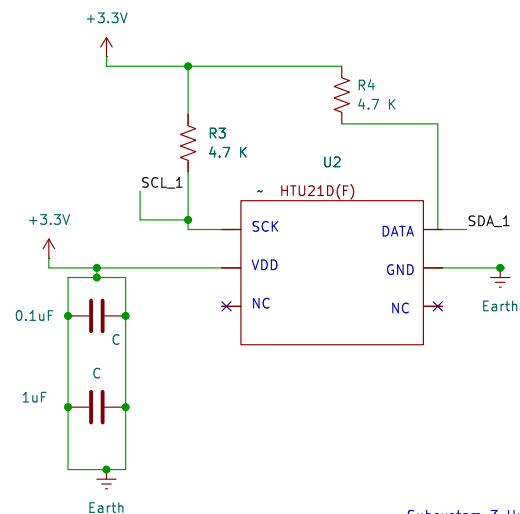 +3.3V
R4
4.7 K
R3
4.7 K
U2
SCL_1
~ HTU21D(F)
+3.3V
SCK
DATA
SDA_1
VDD
GND
NC
NC
Earth
0.1uF
C
C
1uF
Earth
3